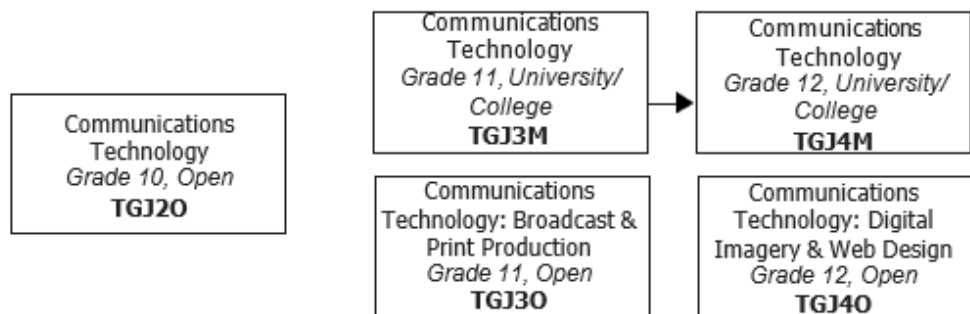 Communications
Technology
Grade 10, Open
TGJ2O
Communications
Technology
Grade 11, University/
College
TGJ3M
Communications
Technology
Grade 12, University/
College
TGJ4M
Communications
Technology: Broadcast &
Print Production
Grade 11, Open
TGJ3O
Communications
Technology: Digital
Imagery & Web Design
Grade 12, Open
TGJ4O